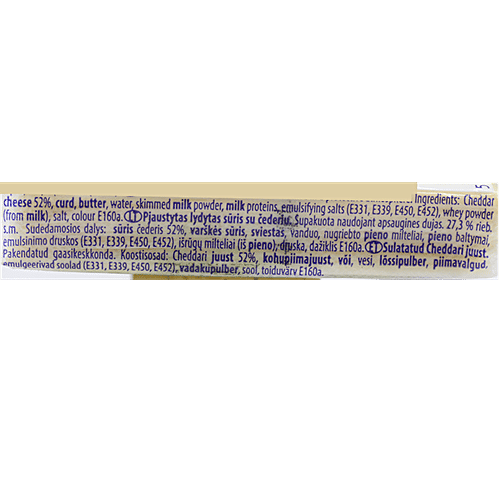 5
Ingredients: Cheddar
cheese 52%, curd, butter, water, skimmed milk powder, milk proteins, emulsifying salts (E331, E339, E450, E452), whey powder
(from milk), salt, colour E160a. LT Pjaustytas lydytas sūris su čederiu. Supakuota naudojant apsaugines dujas. 27,3 % rieb.
s.m. Sudedamosios dalys: sūris čederis 52%, varškės sūris, sviestas, vanduo, nugriebto pieno milteliai, pieno baltymai,
emulsinimo druskos (E331, E339, E450, E452), išrūgų milteliai (iš pieno), druska, dažiklis E160a. ET Sulatatud Cheddari juust.
Pakendatud gaasikeskkonda. Koostisosad: Cheddari juust 52%, kohupiimajuust, või, vesi, lõssipulber, piimavalgud,
emulgeerivad soolad (E331, E339, E450, E452), vadakupulber, sool, toiduvärv E160a.